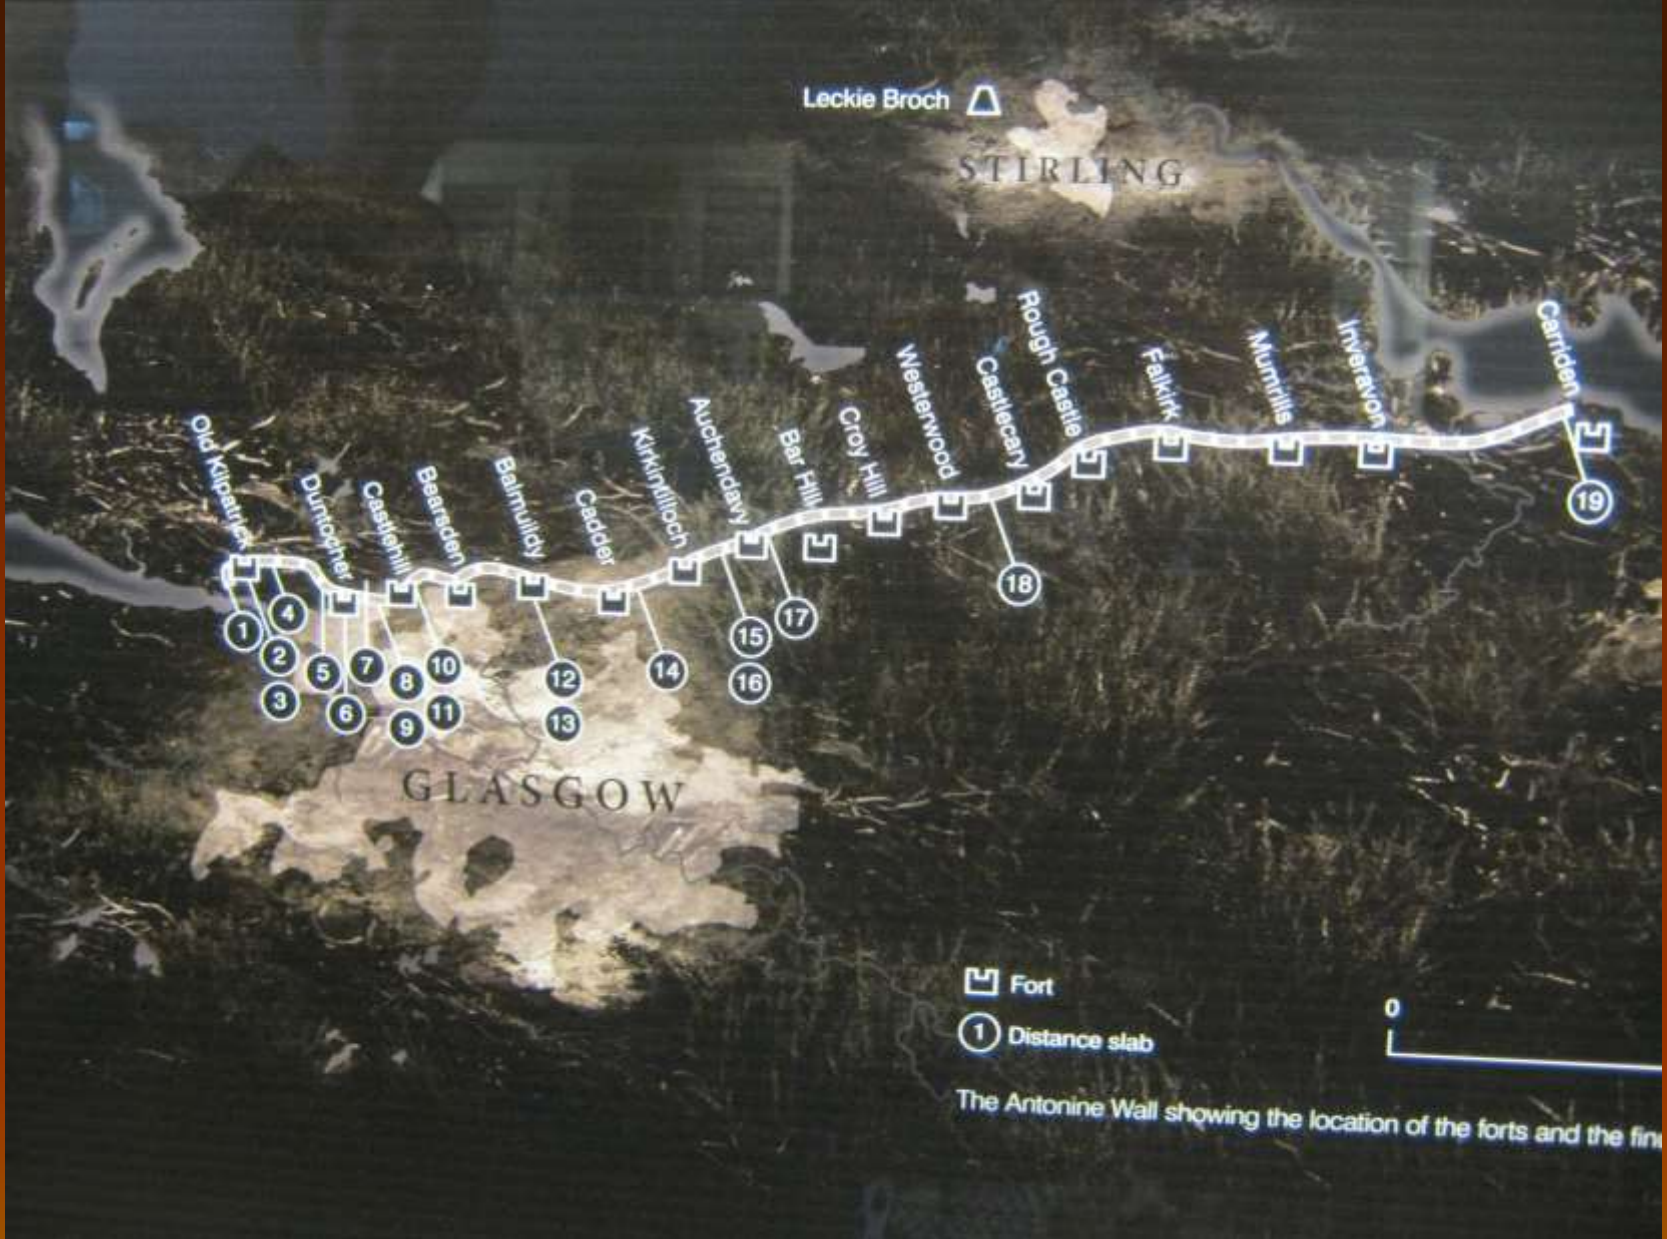 Leckie Broch
STIRLING
Old Kilpatrick
Duntocher
Castlehill
Bearsden
Balmuildy
Cadder
Kirkintilloch
Auchendavy
Bar Hill
Croy Hill
Westerwood
Castlecary
Rough Castle
Falkirk
Mumrills
Inveravon
Carriden
1
2
3
4
5
6
7
8
9
10
11
12
13
14
15
16
17
18
19
GLASGOW
Fort
1 Distance slab
0
The Antonine Wall showing the location of the forts and the